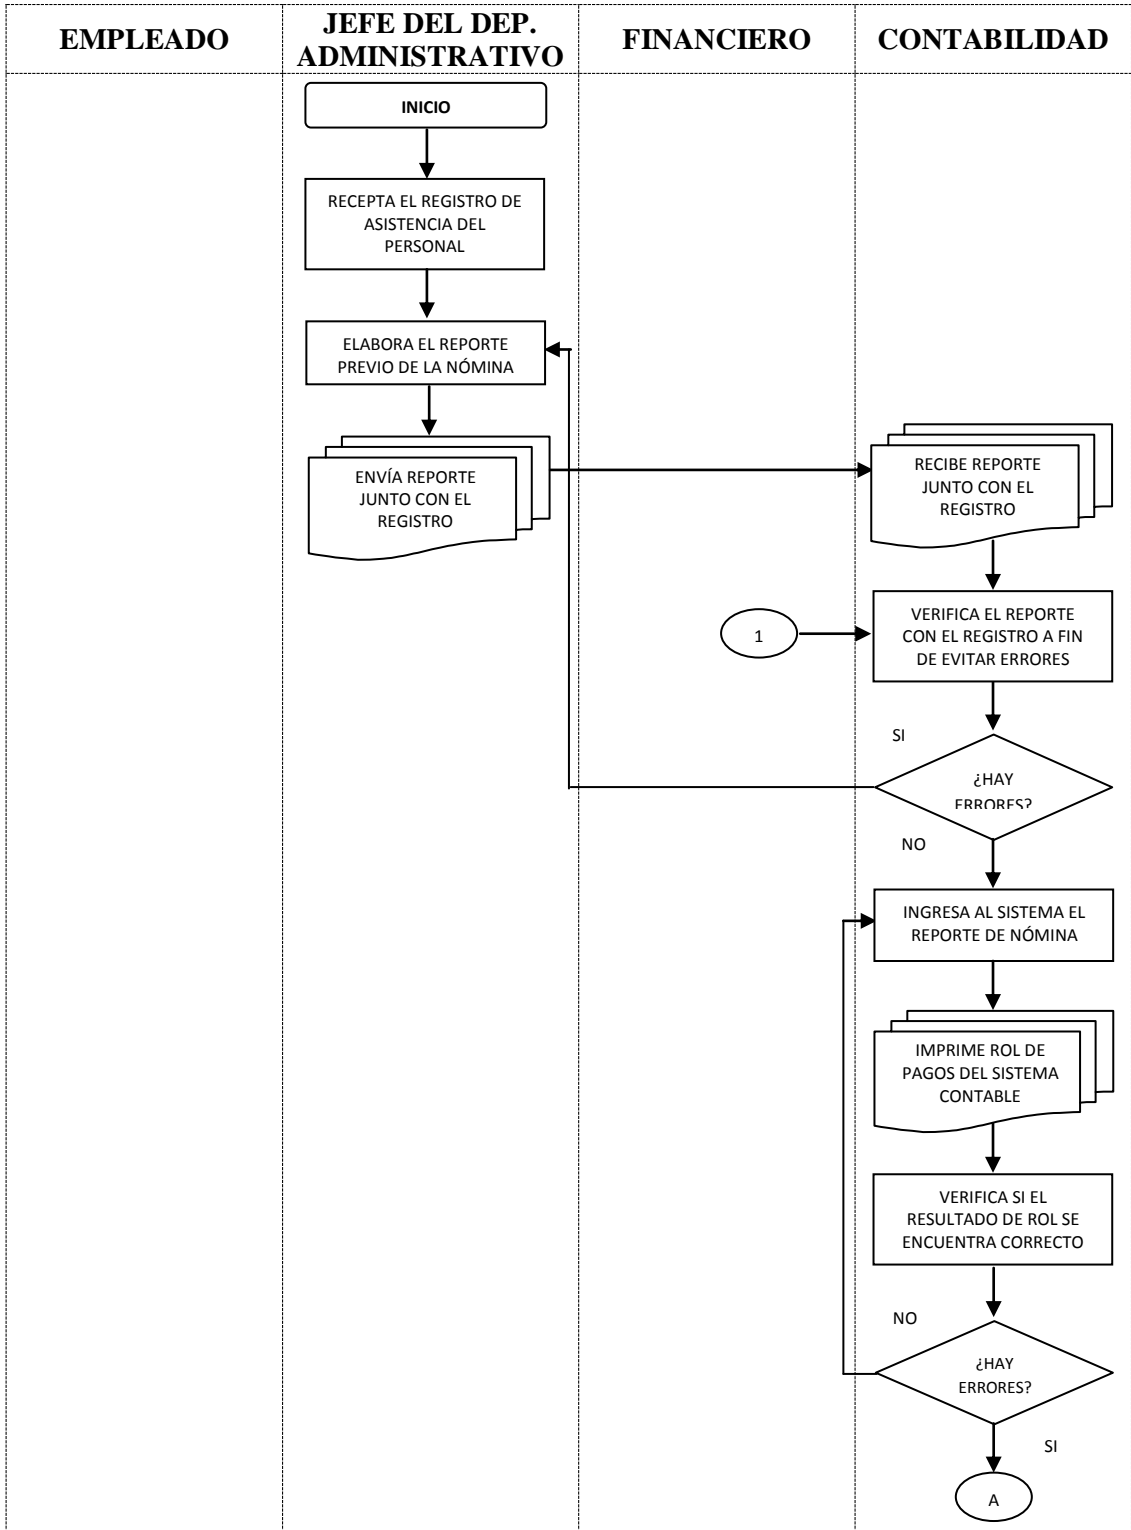 EMPLEADO
JEFE DEL DEP.
ADMINISTRATIVO
FINANCIERO
CONTABILIDAD
INICIO
RECEPTA EL REGISTRO DE
ASISTENCIA DEL
PERSONAL
ELABORA EL REPORTE
PREVIO DE LA NÓMINA
ENVÍA REPORTE
JUNTO CON EL
REGISTRO
RECIBE REPORTE
JUNTO CON EL
REGISTRO
1
VERIFICA EL REPORTE
CON EL REGISTRO A FIN
DE EVITAR ERRORES
SI
¿HAY
ERRORES?
NO
INGRESA AL SISTEMA EL
REPORTE DE NÓMINA
IMPRIME ROL DE
PAGOS DEL SISTEMA
CONTABLE
VERIFICA SI EL
RESULTADO DE ROL SE
ENCUENTRA CORRECTO
NO
¿HAY
ERRORES?
SI
A